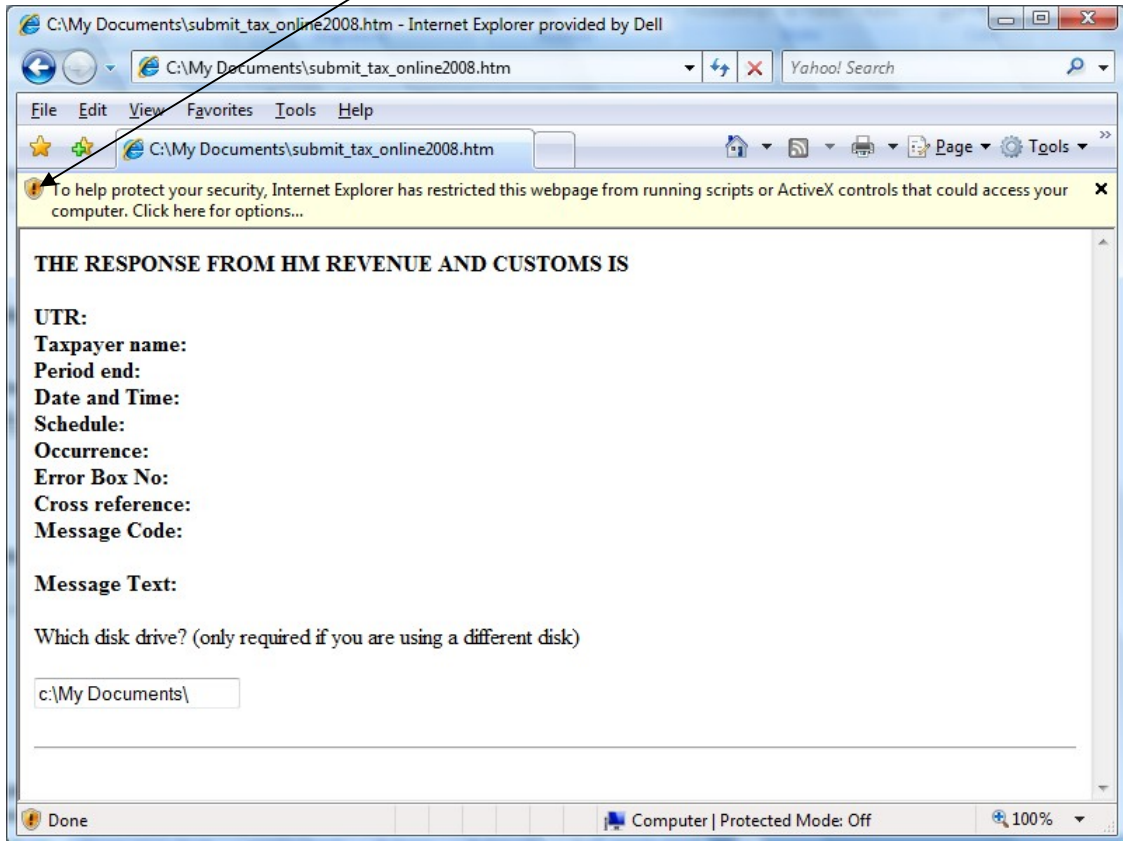 C:\My Documents\submit_tax_online2008.htm - Internet Explorer provided by Dell
C:\My Documents\submit_tax_online2008.htm Yahoo! Search
File Edit View Favorites Tools Help
C:\My Documents\submit_tax_online2008.htm Page Tools »
To help protect your security, Internet Explorer has restricted this webpage from running scripts or ActiveX controls that could access your
computer. Click here for options...
THE RESPONSE FROM HM REVENUE AND CUSTOMS IS
UTR:
Taxpayer name:
Period end:
Date and Time:
Schedule:
Occurrence:
Error Box No:
Cross reference:
Message Code:
Message Text:
Which disk drive? (only required if you are using a different disk)
c:\My Documents\
Done Computer | Protected Mode: Off 100%